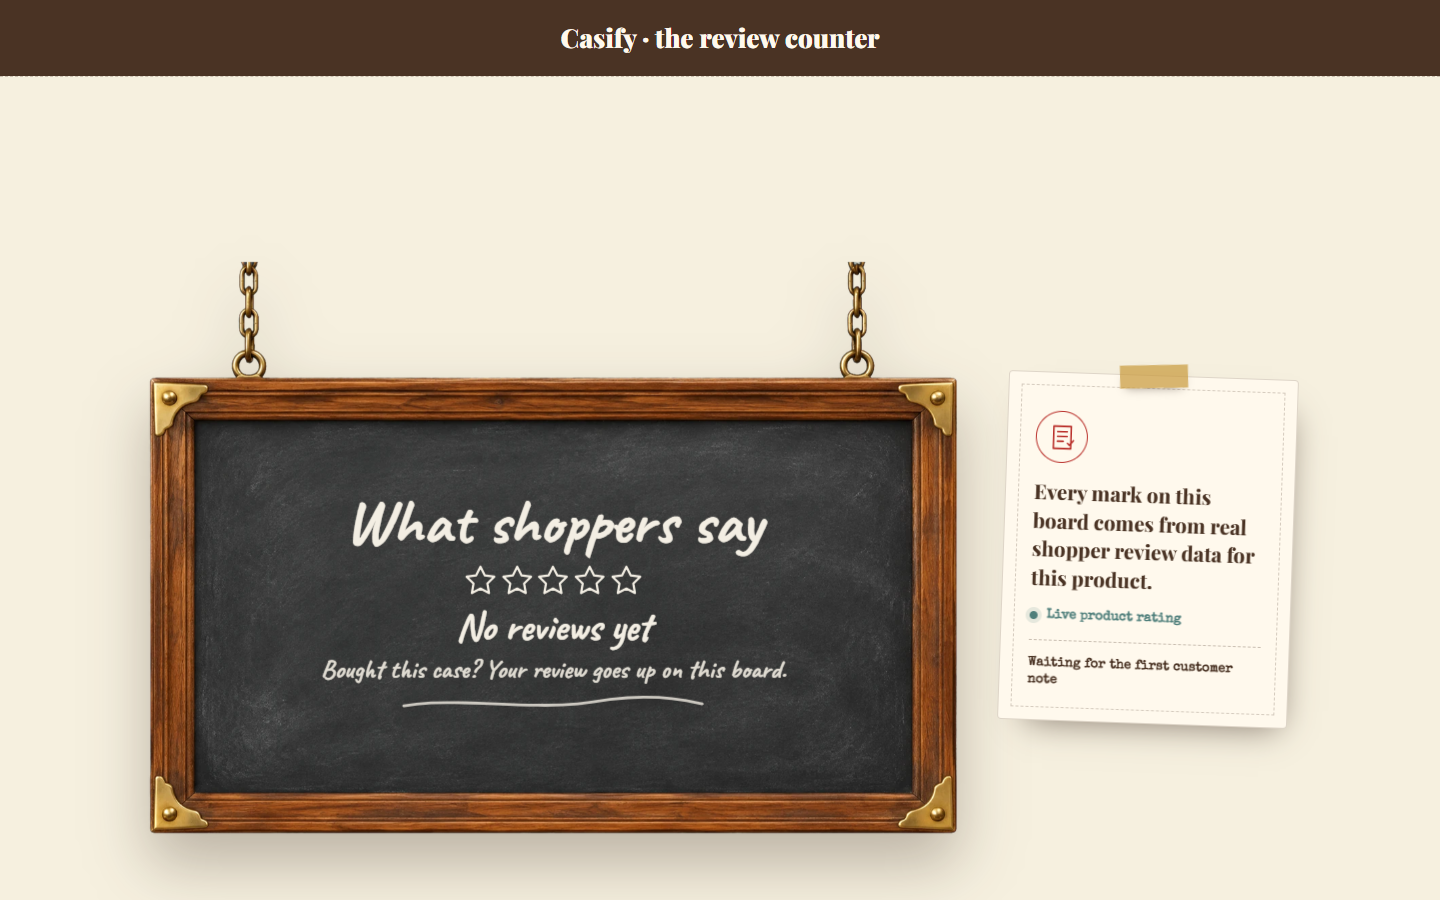 Casify · the review counter
What shoppers say
No reviews yet
Bought this case? Your review goes up on this board.
Every mark on this
board comes from real
shopper review data for
this product.
Live product rating
Waiting for the first customer
note